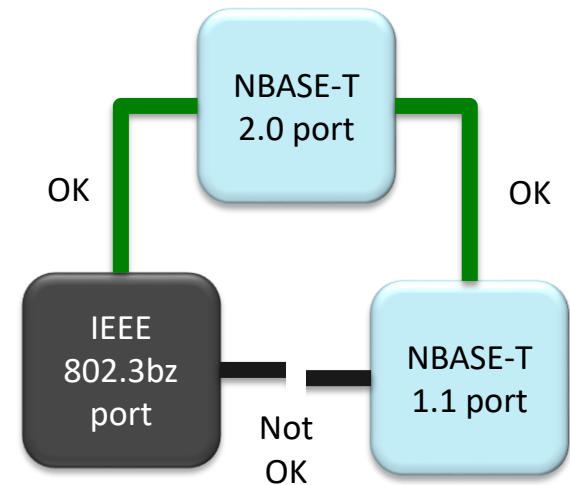 NBASE-T
2.0 port
OK
OK
IEEE
802.3bz
port
NBASE-T
1.1 port
Not
OK